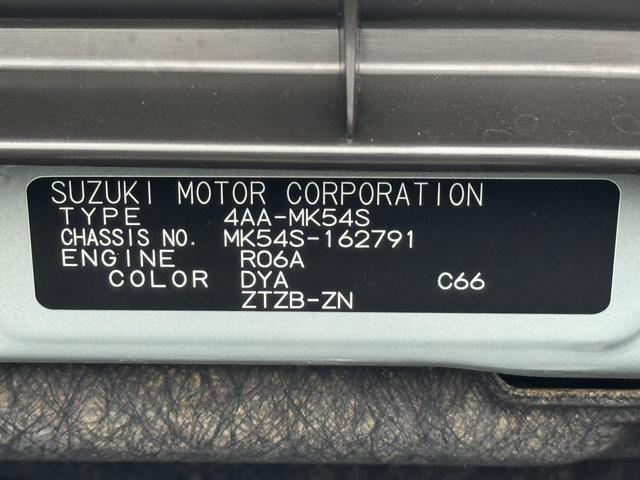 SUZUKI MOTOR CORPORATION
TYPE 4AA-MK54S
CHASSIS NO. MK54S-162791
ENGINE R06A
COLOR DYA C66
ZTZB-ZN